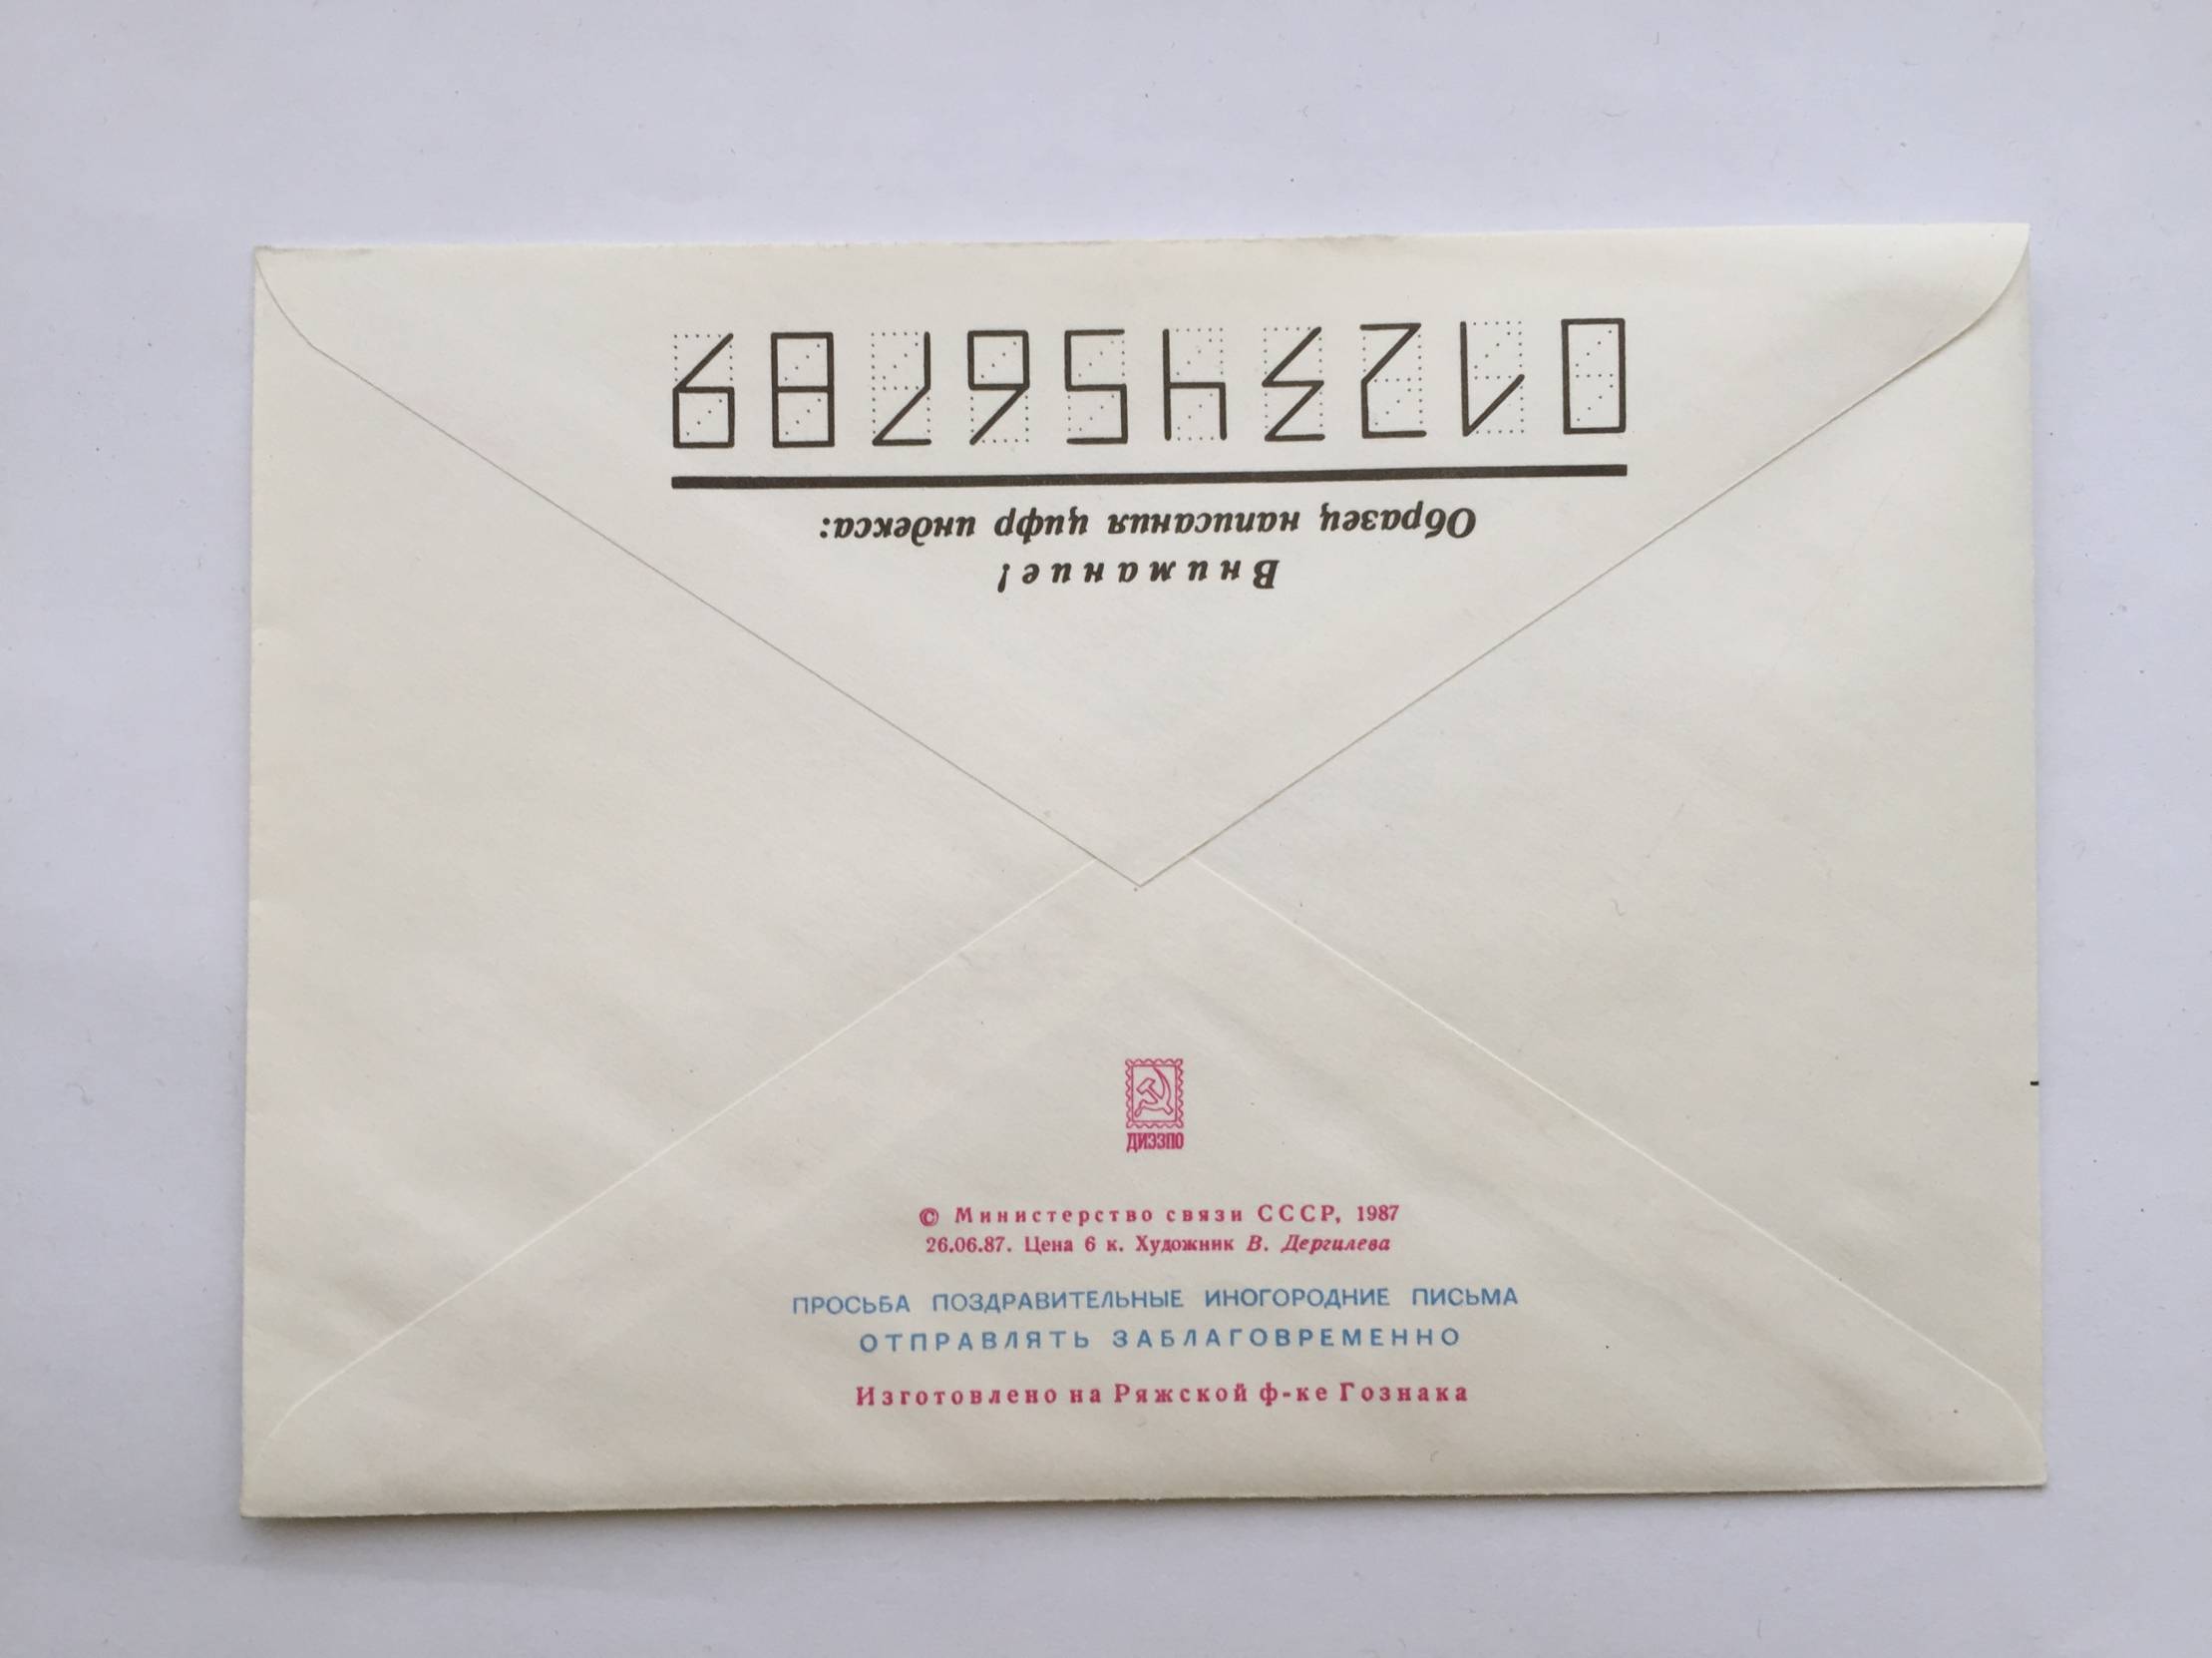 Внимание!
Образец написания цифр индекса:
0123456789
ДИЭЗПО
© Министерство связи СССР, 1987
26.06.87. Цена 6 к. Художник В. Дергилева
ПРОСЬБА ПОЗДРАВИТЕЛЬНЫЕ ИНОГОРОДНИЕ ПИСЬМА
ОТПРАВЛЯТЬ ЗАБЛАГОВРЕМЕННО
Изготовлено на Ряжской ф-ке Гознака